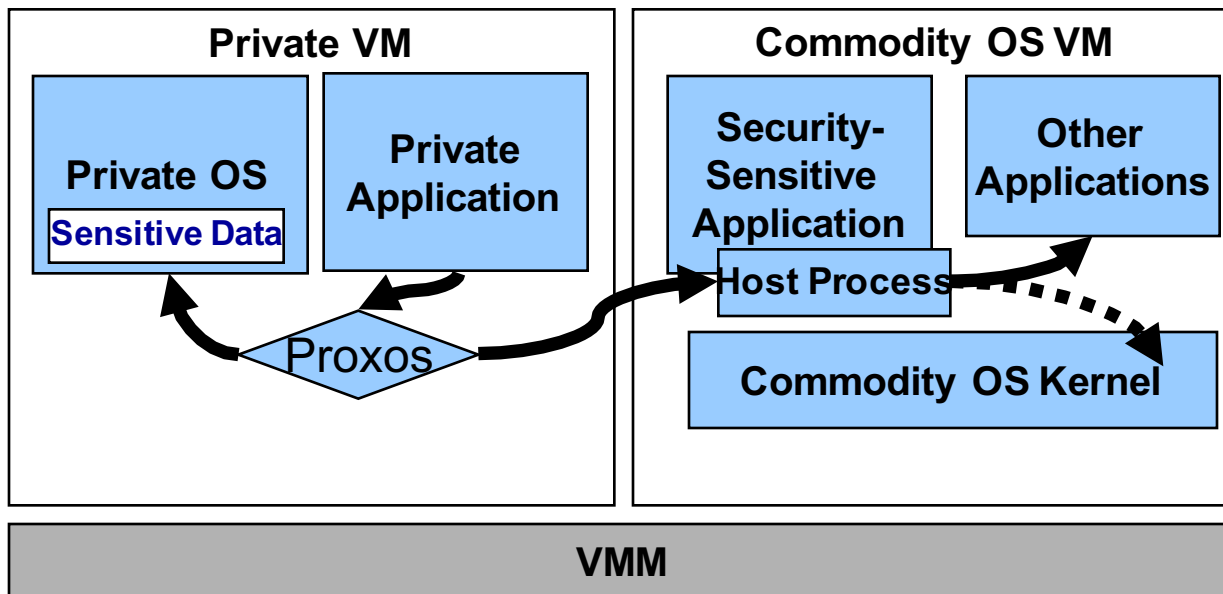 Private VM
Private OS
Sensitive Data
Private
Application
Proxos
Commodity OS VM
Security-
Sensitive
Application
Host Process
Other
Applications
Commodity OS Kernel
VMM